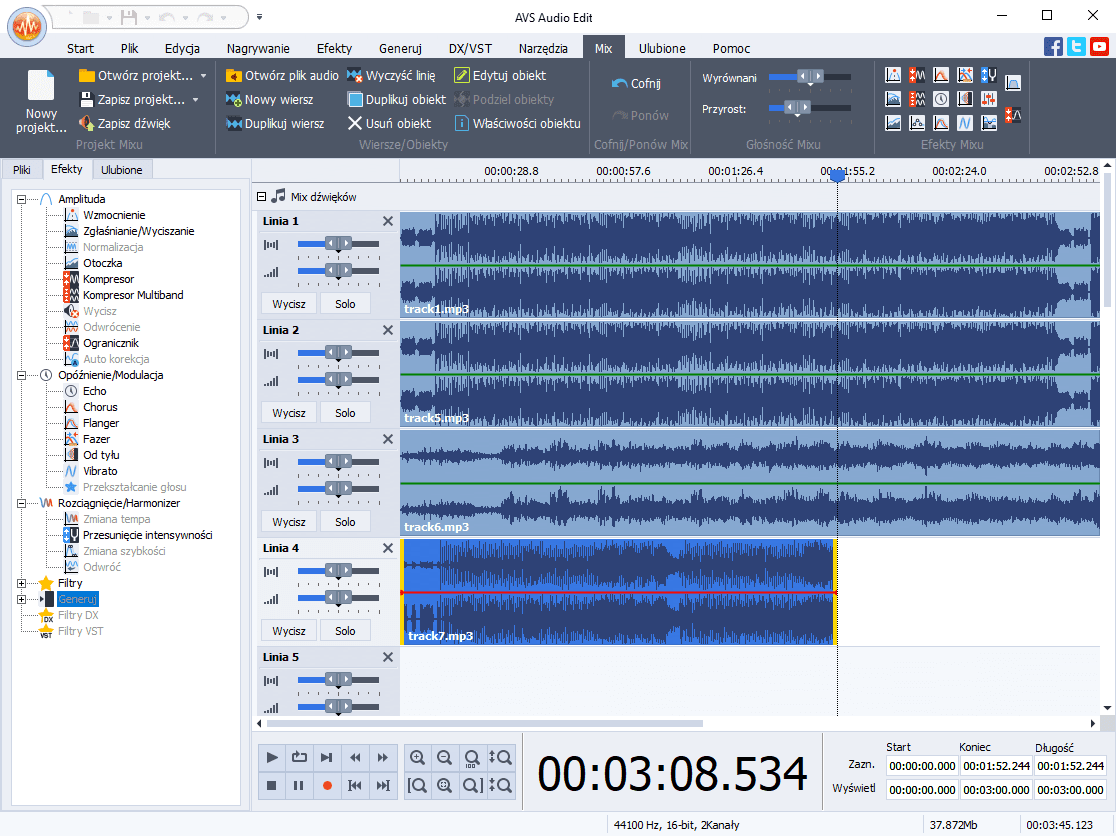 AVS Audio Edit
Start Plik Edycja Nagrywanie Efekty Generuj DX/VST Narzędzia Mix Ulubione Pomoc
Nowy projekt...
Otwórz projekt...
Zapisz projekt...
Zapisz dźwięk
Projekt Mixu
Otwórz plik audio
Nowy wiersz
Duplikuj wiersz
Wyczyść linię
Duplikuj obiekt
Usuń obiekt
Edytuj obiekt
Podziel obiekty
Właściwości obiektu
Wiersze/Obiekty
Cofnij
Ponów
Cofnij/Ponów Mix
Wyrównani
Przyrost:
Głośność Mixu
Efekty Mixu
Pliki Efekty Ulubione
Amplituda
Wzmocnienie
Zgłaśnianie/Wyciszanie
Normalizacja
Otoczka
Kompresor
Kompresor Multiband
Wycisz
Odwrócenie
Ogranicznik
Auto korekcja
Opóźnienie/Modulacja
Echo
Chorus
Flanger
Fazer
Od tyłu
Vibrato
Przekształcanie głosu
Rozciągnięcie/Harmonizer
Zmiana tempa
Przesunięcie intensywności
Zmiana szybkości
Odwróć
Filtry
Generuj
Filtry DX
Filtry VST
00:00:28.8 00:00:57.6 00:01:26.4 00:01:55.2 00:02:24.0 00:02:52.8
Mix dźwięków
Linia 1
Wycisz Solo
track1.mp3
Linia 2
Wycisz Solo
track5.mp3
Linia 3
Wycisz Solo
track6.mp3
Linia 4
Wycisz Solo
track7.mp3
Linia 5
00:03:08.534
Start Koniec Długość
Zazn. 00:00:00.000 00:01:52.244 00:01:52.244
Wyświetl 00:00:00.000 00:03:00.000 00:03:00.000
44100 Hz, 16-bit, 2Kanały 37.872Mb 00:03:45.123